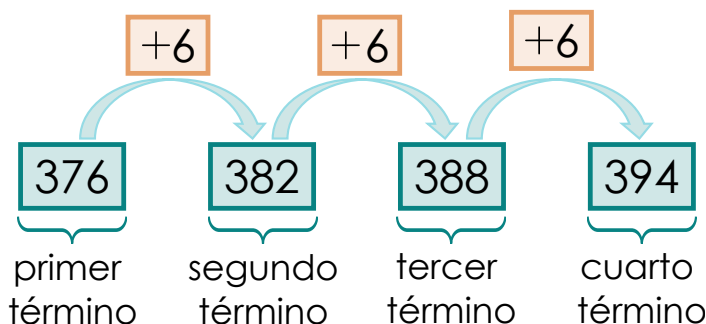 +6 +6 +6
376 382 388 394
primer segundo tercer cuarto
término término término término